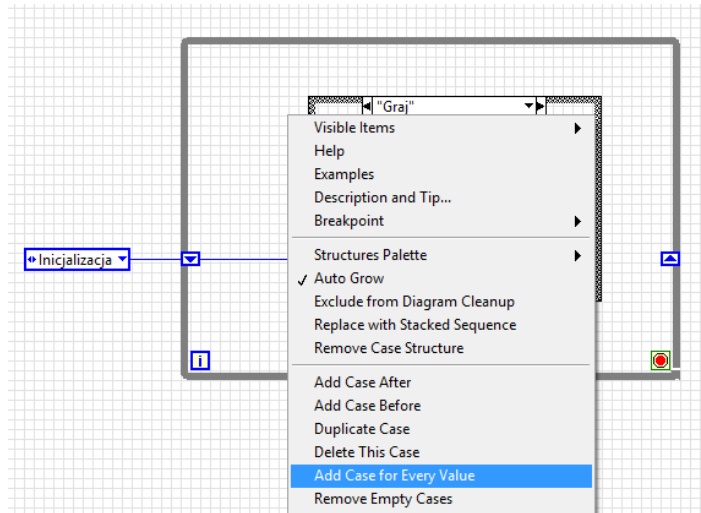 "Graj"
Visible Items
Help
Examples
Description and Tip...
Breakpoint
Inicjalizacja
Structures Palette
Auto Grow
Exclude from Diagram Cleanup
Replace with Stacked Sequence
Remove Case Structure
i
Add Case After
Add Case Before
Duplicate Case
Delete This Case
Add Case for Every Value
Remove Empty Cases